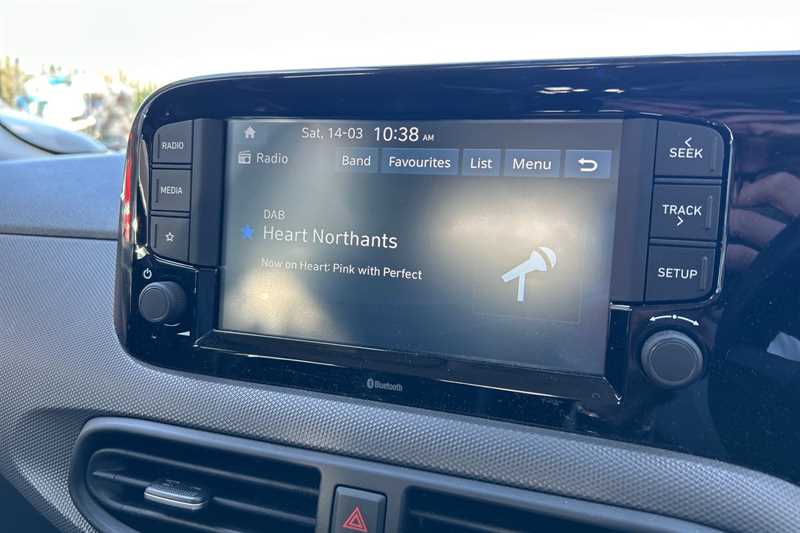 Sat, 14-03 10:38 AM
RADIO
Radio Band Favourites List Menu
SEEK
MEDIA
TRACK
DAB
Heart Northants
Now on Heart: Pink with Perfect
SETUP
Bluetooth